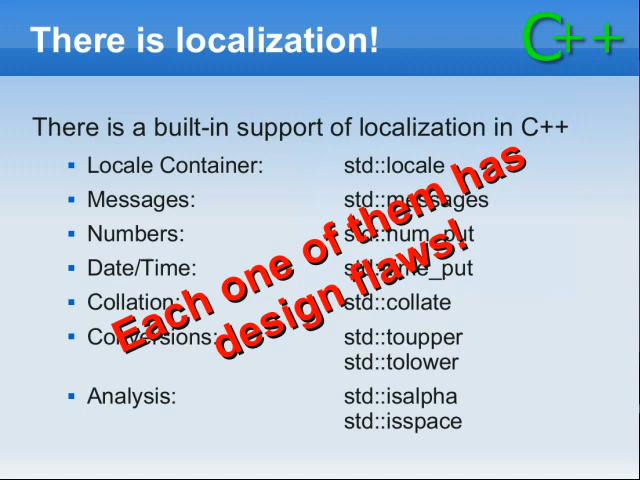 There is localization!
C++
There is a built-in support of localization in C++
Locale Container: std::locale
Messages: std::messages
Numbers: std::num_put
Date/Time: std::time_put
Collation: std::collate
Conversions: std::toupper
std::tolower
Analysis: std::isalpha
std::isspace
Each one of them has
design flaws!